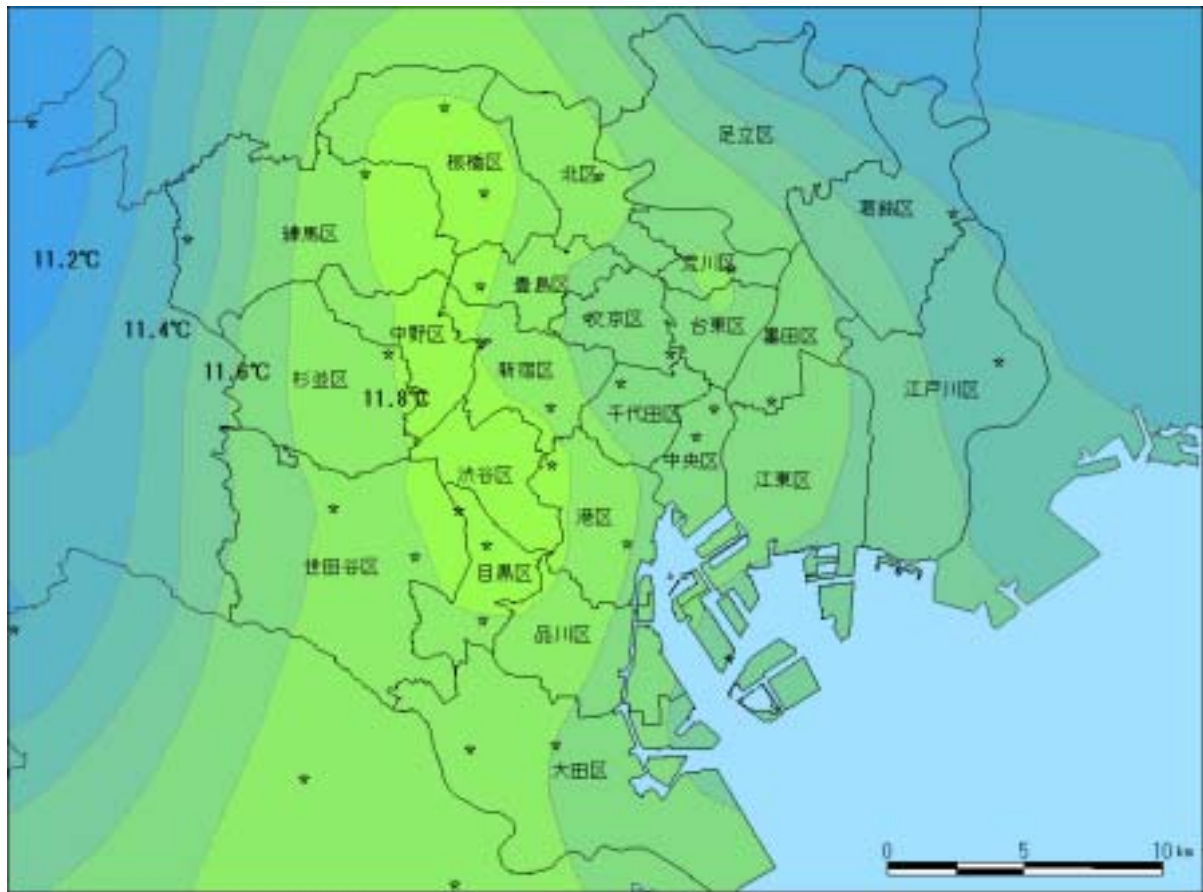 足立区
板橋区
北区
葛飾区
練馬区
11.2℃
荒川区
豊島区
文京区
台東区
11.4℃
中野区
墨田区
11.6℃
杉並区
新宿区
江戸川区
11.8℃
千代田区
中央区
渋谷区
江東区
港区
世田谷区
目黒区
品川区
大田区
0 5 10 km